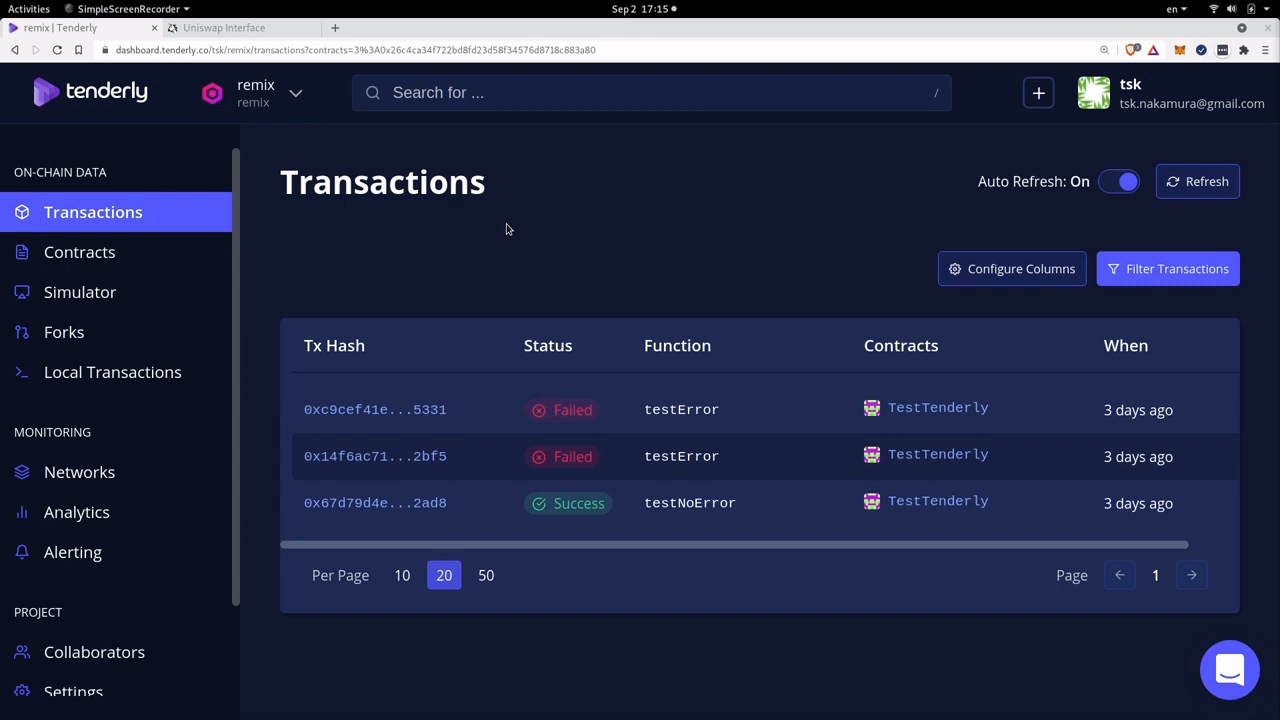 Activities SimpleScreenRecorder Sep 2 17:15 en
remix | Tenderly Uniswap Interface
dashboard.tenderly.co/tsk/remix/transactions?contracts=3%3A0x26c4ca34f722bd8fd23d58f34576d8718c883a80
tenderly remix remix Search for ... / + tsk
tsk.nakamura@gmail.com
ON-CHAIN DATA
Transactions
Contracts
Simulator
Forks
Local Transactions
MONITORING
Networks
Analytics
Alerting
PROJECT
Collaborators
Settings
Transactions
Auto Refresh: On Refresh
Configure Columns Filter Transactions
Tx Hash Status Function Contracts When
0xc9cef41e...5331 Failed testError TestTenderly 3 days ago
0x14f6ac71...2bf5 Failed testError TestTenderly 3 days ago
0x67d79d4e...2ad8 Success testNoError TestTenderly 3 days ago
Per Page 10 20 50 Page 1